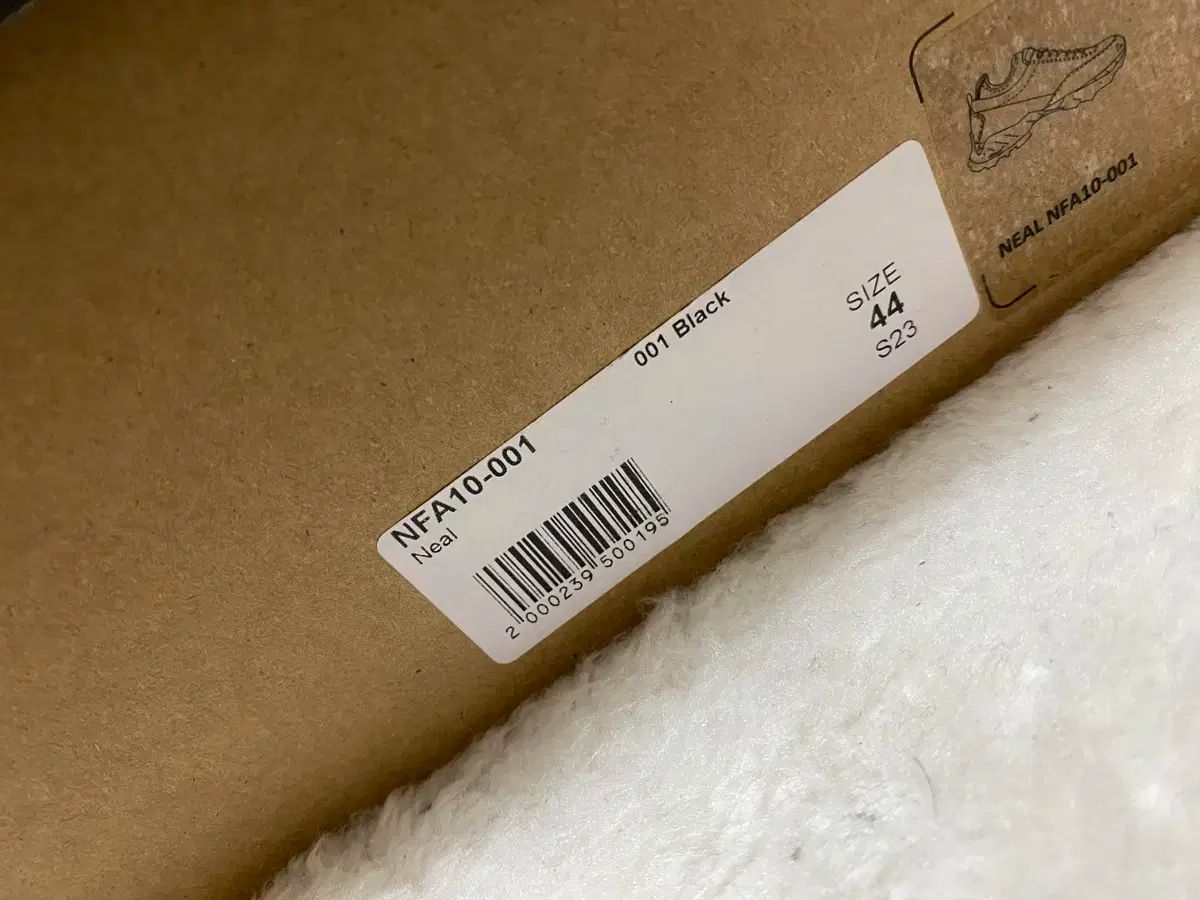 NEAL NFA10-001
NFA10-001
Neal
001 Black
SIZE
44
S23
2 000239 500195